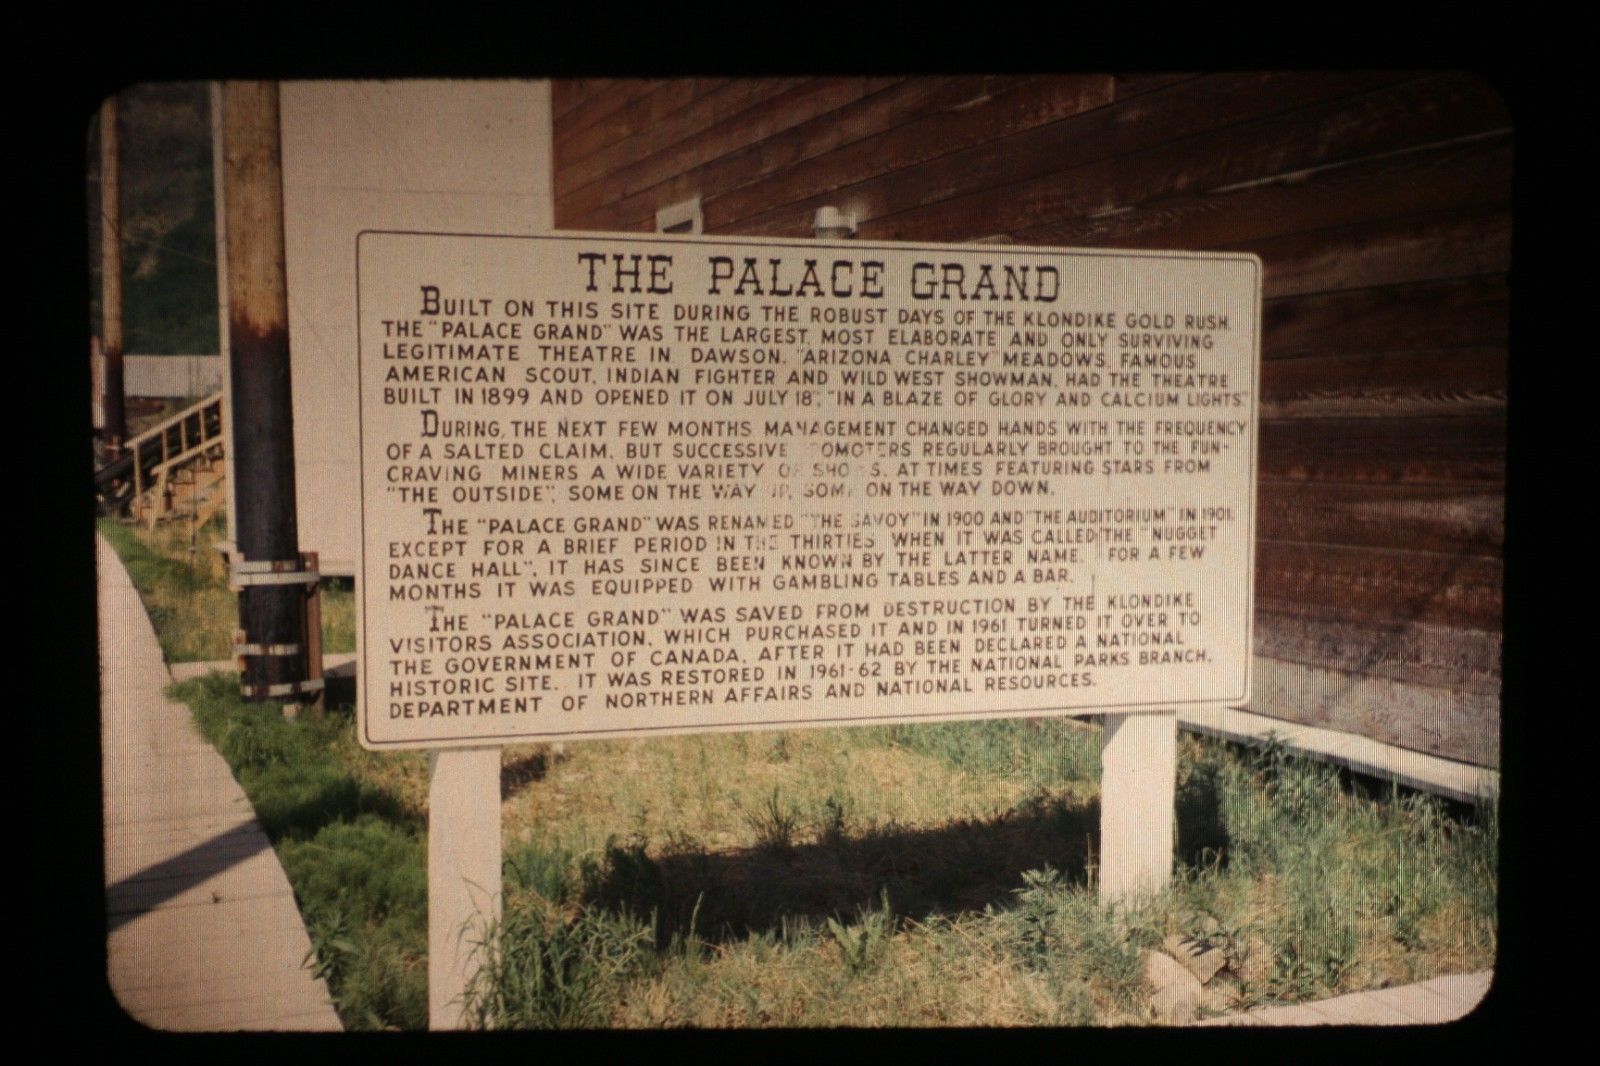 THE PALACE GRAND
BUILT ON THIS SITE DURING THE ROBUST DAYS OF THE KLONDIKE GOLD RUSH,
THE "PALACE GRAND" WAS THE LARGEST, MOST ELABORATE AND ONLY SURVIVING
LEGITIMATE THEATRE IN DAWSON. "ARIZONA CHARLEY" MEADOWS, FAMOUS
AMERICAN SCOUT, INDIAN FIGHTER AND WILD WEST SHOWMAN, HAD THE THEATRE
BUILT IN 1899 AND OPENED IT ON JULY 18", "IN A BLAZE OF GLORY AND CALCIUM LIGHTS"
DURING, THE NEXT FEW MONTHS MANAGEMENT CHANGED HANDS WITH THE FREQUENCY
OF A SALTED CLAIM, BUT SUCCESSIVE OMOTERS REGULARLY BROUGHT TO THE FUN-
CRAVING MINERS A WIDE VARIETY OF SHO S, AT TIMES FEATURING STARS FROM
"THE OUTSIDE", SOME ON THE WAY UP, SOME ON THE WAY DOWN.
THE "PALACE GRAND" WAS RENAMED "THE SAVOY" IN 1900 AND "THE AUDITORIUM" IN 1901.
EXCEPT FOR A BRIEF PERIOD IN THE THIRTIES WHEN IT WAS CALLED THE "NUGGET
DANCE HALL", IT HAS SINCE BEEN KNOWN BY THE LATTER NAME. FOR A FEW
MONTHS IT WAS EQUIPPED WITH GAMBLING TABLES AND A BAR.
THE "PALACE GRAND" WAS SAVED FROM DESTRUCTION BY THE KLONDIKE
VISITORS ASSOCIATION, WHICH PURCHASED IT AND IN 1961 TURNED IT OVER TO
THE GOVERNMENT OF CANADA, AFTER IT HAD BEEN DECLARED A NATIONAL
HISTORIC SITE. IT WAS RESTORED IN 1961-62 BY THE NATIONAL PARKS BRANCH,
DEPARTMENT OF NORTHERN AFFAIRS AND NATIONAL RESOURCES.